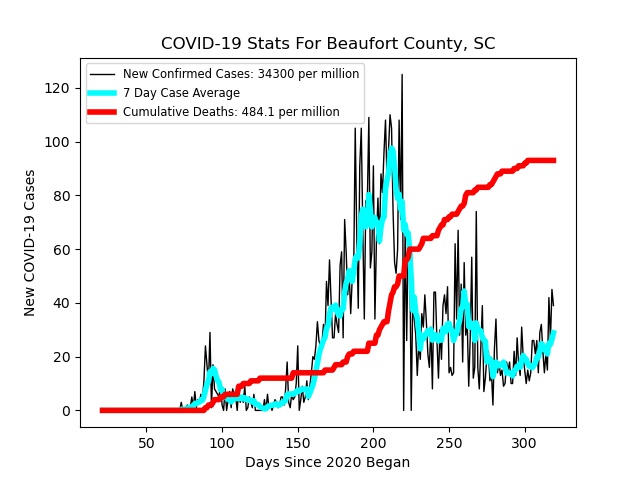 COVID-19 Stats For Beaufort County, SC
New Confirmed Cases: 34300 per million
7 Day Case Average
Cumulative Deaths: 484.1 per million
New COVID-19 Cases
120
100
80
60
40
20
0
50 100 150 200 250 300
Days Since 2020 Began